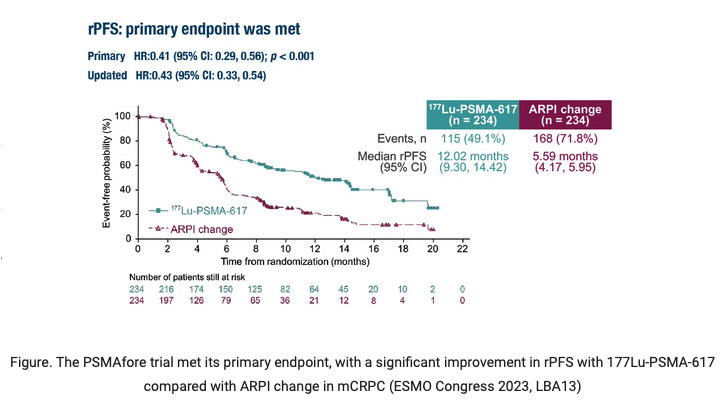 rPFS: primary endpoint was met
Primary HR:0.41 (95% CI: 0.29, 0.56); p < 0.001
Updated HR:0.43 (95% CI: 0.33, 0.54)
177Lu-PSMA-617
(n = 234)
ARPI change
(n = 234)
Events, n 115 (49.1%) 168 (71.8%)
Median rPFS 12.02 months 5.59 months
(95% CI) (9.30, 14.42) (4.17, 5.95)
Event-free probability (%)
100
80
60
40
20
0
177Lu-PSMA-617
ARPI change
0 2 4 6 8 10 12 14 16 18 20 22
Time from randomization (months)
Number of patients still at risk
234 216 174 150 125 82 64 45 20 10 2 0
234 197 126 79 65 36 21 12 8 4 1 0
Figure. The PSMAfore trial met its primary endpoint, with a significant improvement in rPFS with 177Lu-PSMA-617
compared with ARPI change in mCRPC (ESMO Congress 2023, LBA13)